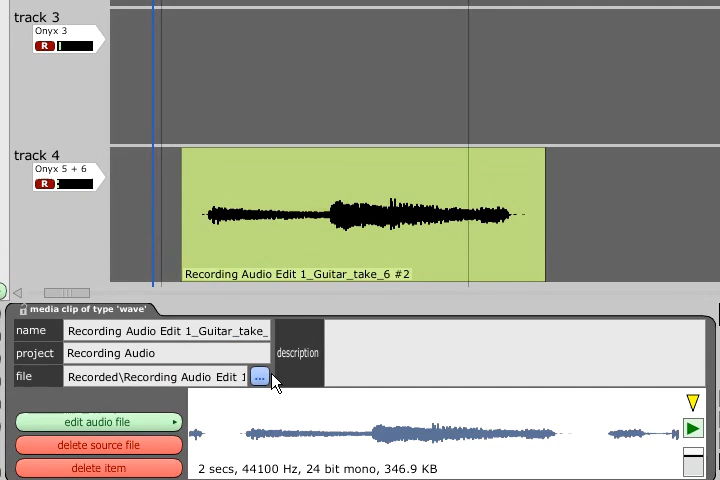 track 3
Onyx 3
R
track 4
Onyx 5 + 6
R
Recording Audio Edit 1_Guitar_take_6 #2
media clip of type 'wave'
name Recording Audio Edit 1_Guitar_take_
project Recording Audio
description
file Recorded\Recording Audio Edit 1 ...
edit audio file
delete source file
delete item
2 secs, 44100 Hz, 24 bit mono, 346.9 KB